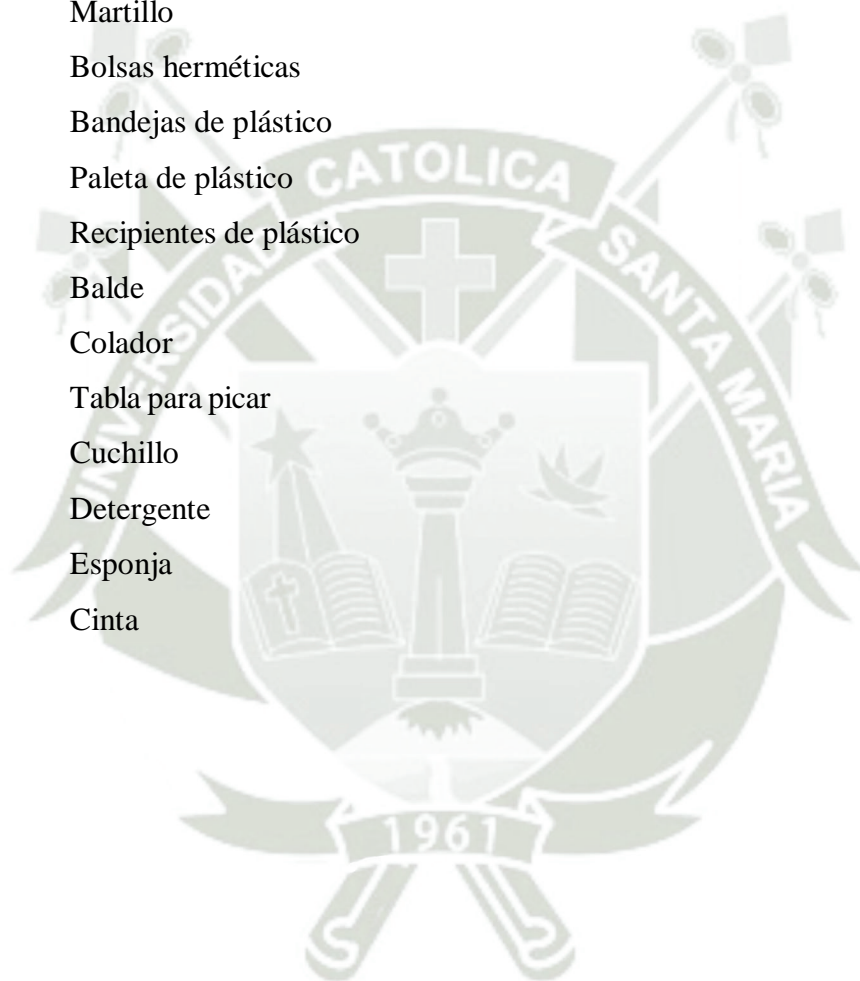 Martillo
Bolsas herméticas
Bandejas de plástico
Paleta de plástico
Recipientes de plástico
Balde
Colador
Tabla para picar
Cuchillo
Detergente
Esponja
Cinta
UNIVERSIDAD CATOLICA SANTA MARIA
1961